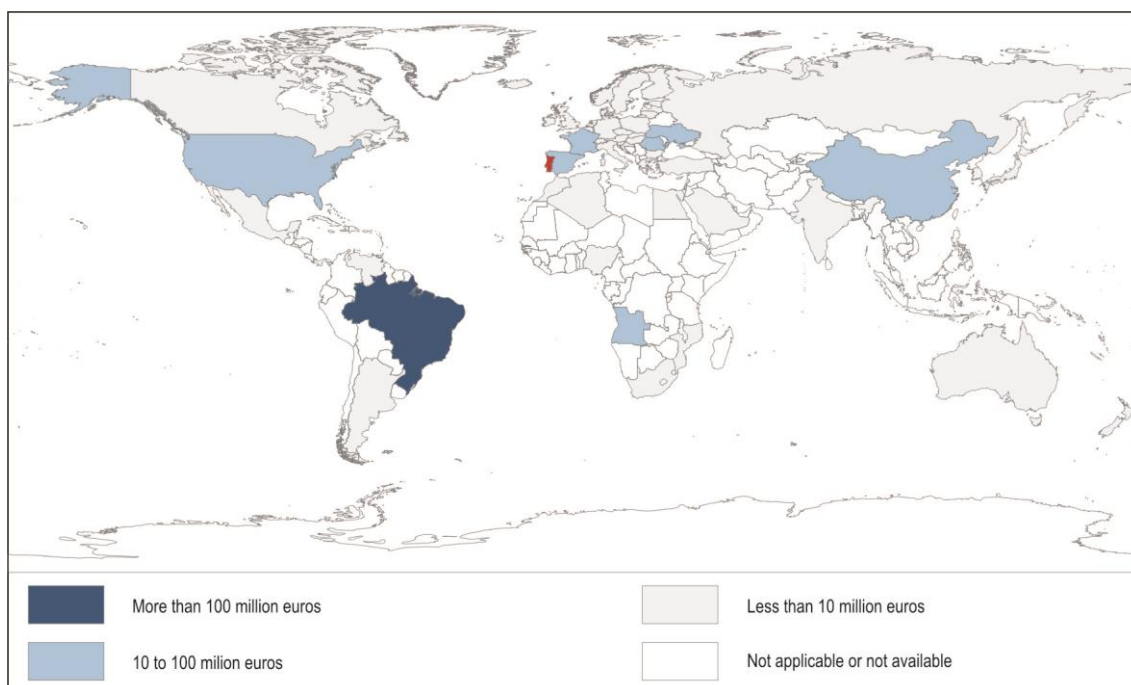 More than 100 million euros
Less than 10 million euros
10 to 100 milion euros
Not applicable or not available